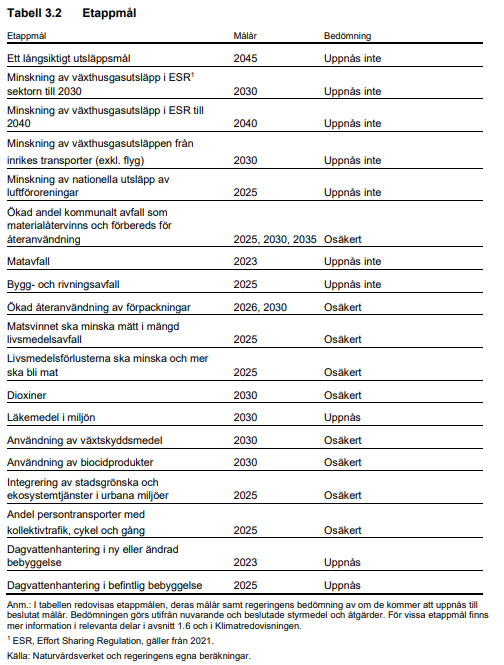 Tabell 3.2 Etappmål
Etappmål Målår Bedömning
Ett långsiktigt utsläppsmål 2045 Uppnås inte
Minskning av växthusgasutsläpp i ESR¹
sektorn till 2030 2030 Uppnås inte
Minskning av växthusgasutsläpp i ESR till
2040 2040 Uppnås inte
Minskning av växthusgasutsläppen från
inrikes transporter (exkl. flyg) 2030 Uppnås inte
Minskning av nationella utsläpp av
luftföroreningar 2025 Uppnås inte
Ökad andel kommunalt avfall som
materialåtervinns och förbereds för
återanvändning 2025, 2030, 2035 Osäkert
Matavfall 2023 Uppnås inte
Bygg- och rivningsavfall 2025 Uppnås inte
Ökad återanvändning av förpackningar 2026, 2030 Osäkert
Matsvinnet ska minska mätt i mängd
livsmedelsavfall 2025 Osäkert
Livsmedelsförlusterna ska minska och mer
ska bli mat 2025 Osäkert
Dioxiner 2030 Osäkert
Läkemedel i miljön 2030 Uppnås
Användning av växtskyddsmedel 2030 Osäkert
Användning av biocidprodukter 2030 Osäkert
Integrering av stadsgrönska och
ekosystemtjänster i urbana miljöer 2025 Osäkert
Andel persontransporter med
kollektivtrafik, cykel och gång 2025 Osäkert
Dagvattenhantering i ny eller ändrad
bebyggelse 2023 Uppnås
Dagvattenhantering i befintlig bebyggelse 2025 Uppnås
Anm.: I tabellen redovisas etappmålen, deras målår samt regeringens bedömning av om de kommer att uppnås till
beslutat målår. Bedömningen görs utifrån nuvarande och beslutade styrmedel och åtgärder. För vissa etappmål finns
mer information i relevanta delar i avsnitt 1.6 och i Klimatredovisningen.
¹ ESR, Effort Sharing Regulation, gäller från 2021.
Källa: Naturvårdsverket och regeringens egna beräkningar.